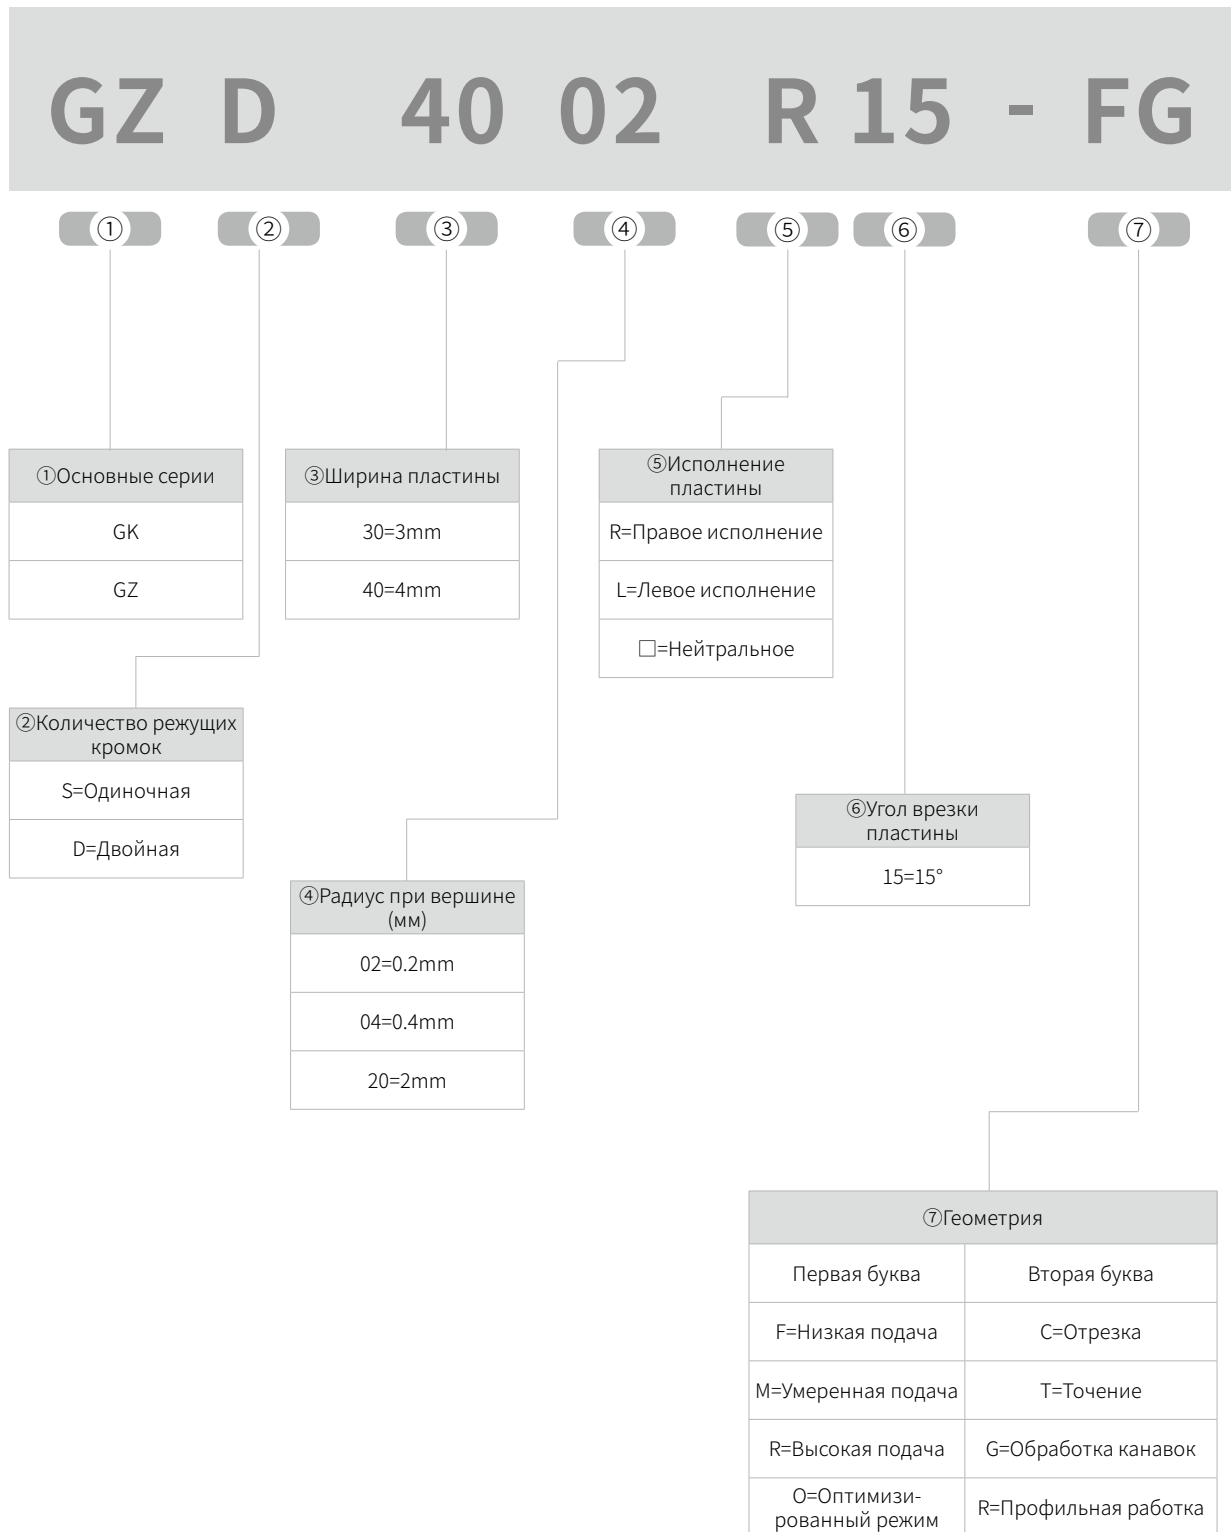 GZ D 40 02 R 15 - FG
① ② ③ ④ ⑤ ⑥ ⑦
①Основные серии
GK
GZ
③Ширина пластины
30=3mm
40=4mm
⑤Исполнение
пластины
R=Правое исполнение
L=Левое исполнение
□=Нейтральное
②Количество режущих
кромок
S=Одиночная
D=Двойная
⑥Угол врезки
пластины
15=15°
④Радиус при вершине
(мм)
02=0.2mm
04=0.4mm
20=2mm
⑦Геометрия
Первая буква Вторая буква
F=Низкая подача C=Отрезка
M=Умеренная подача T=Точение
R=Высокая подача G=Обработка канавок
O=Оптимизи-
рованный режим R=Профильная работка